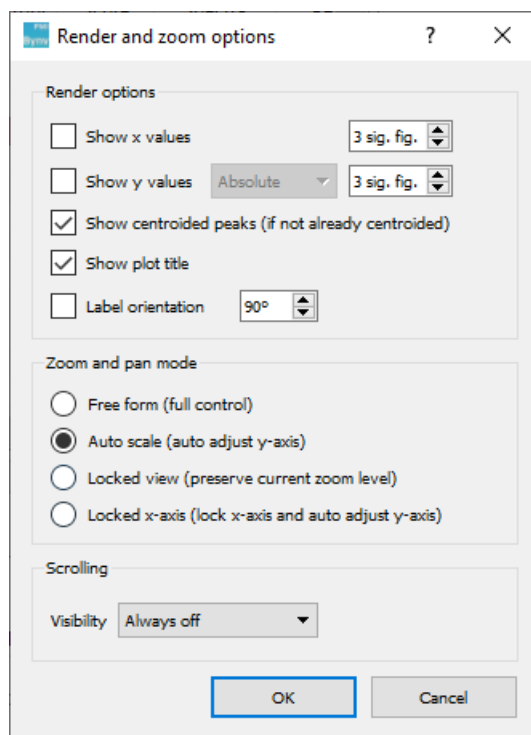 Render and zoom options ?
Render options
Show x values 3 sig. fig.
Show y values Absolute 3 sig. fig.
Show centroided peaks (if not already centroided)
Show plot title
Label orientation 90º
Zoom and pan mode
Free form (full control)
Auto scale (auto adjust y-axis)
Locked view (preserve current zoom level)
Locked x-axis (lock x-axis and auto adjust y-axis)
Scrolling
Visibility Always off
OK Cancel